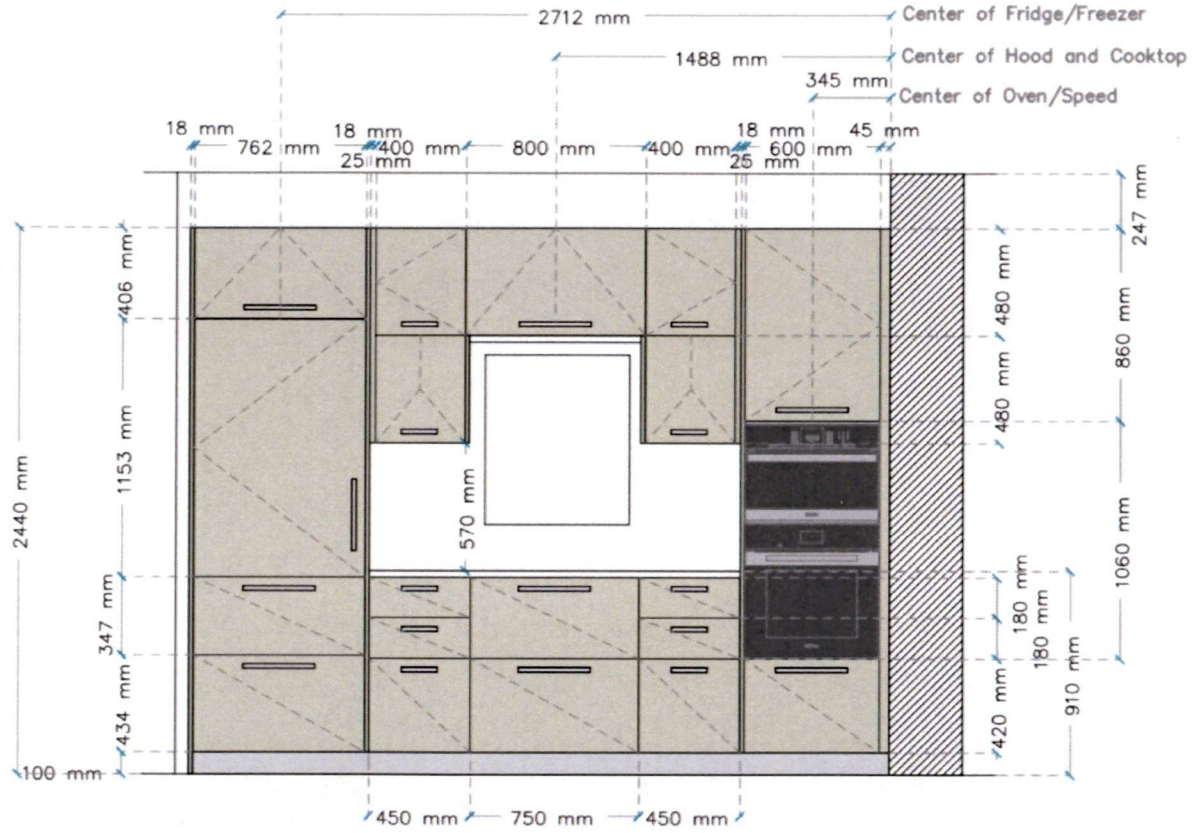 2712 mm Center of Fridge/Freezer
1488 mm Center of Hood and Cooktop
345 mm
Center of Oven/Speed
18 mm 18 mm 18 mm 45 mm
762 mm 400 mm 800 mm 400 mm 600 mm
25 mm 25 mm
247 mm
406 mm
480 mm
860 mm
480 mm
1153 mm
2440 mm
570 mm
1060 mm
180 mm
180 mm
347 mm
910 mm
434 mm
420 mm
100 mm
450 mm 750 mm 450 mm